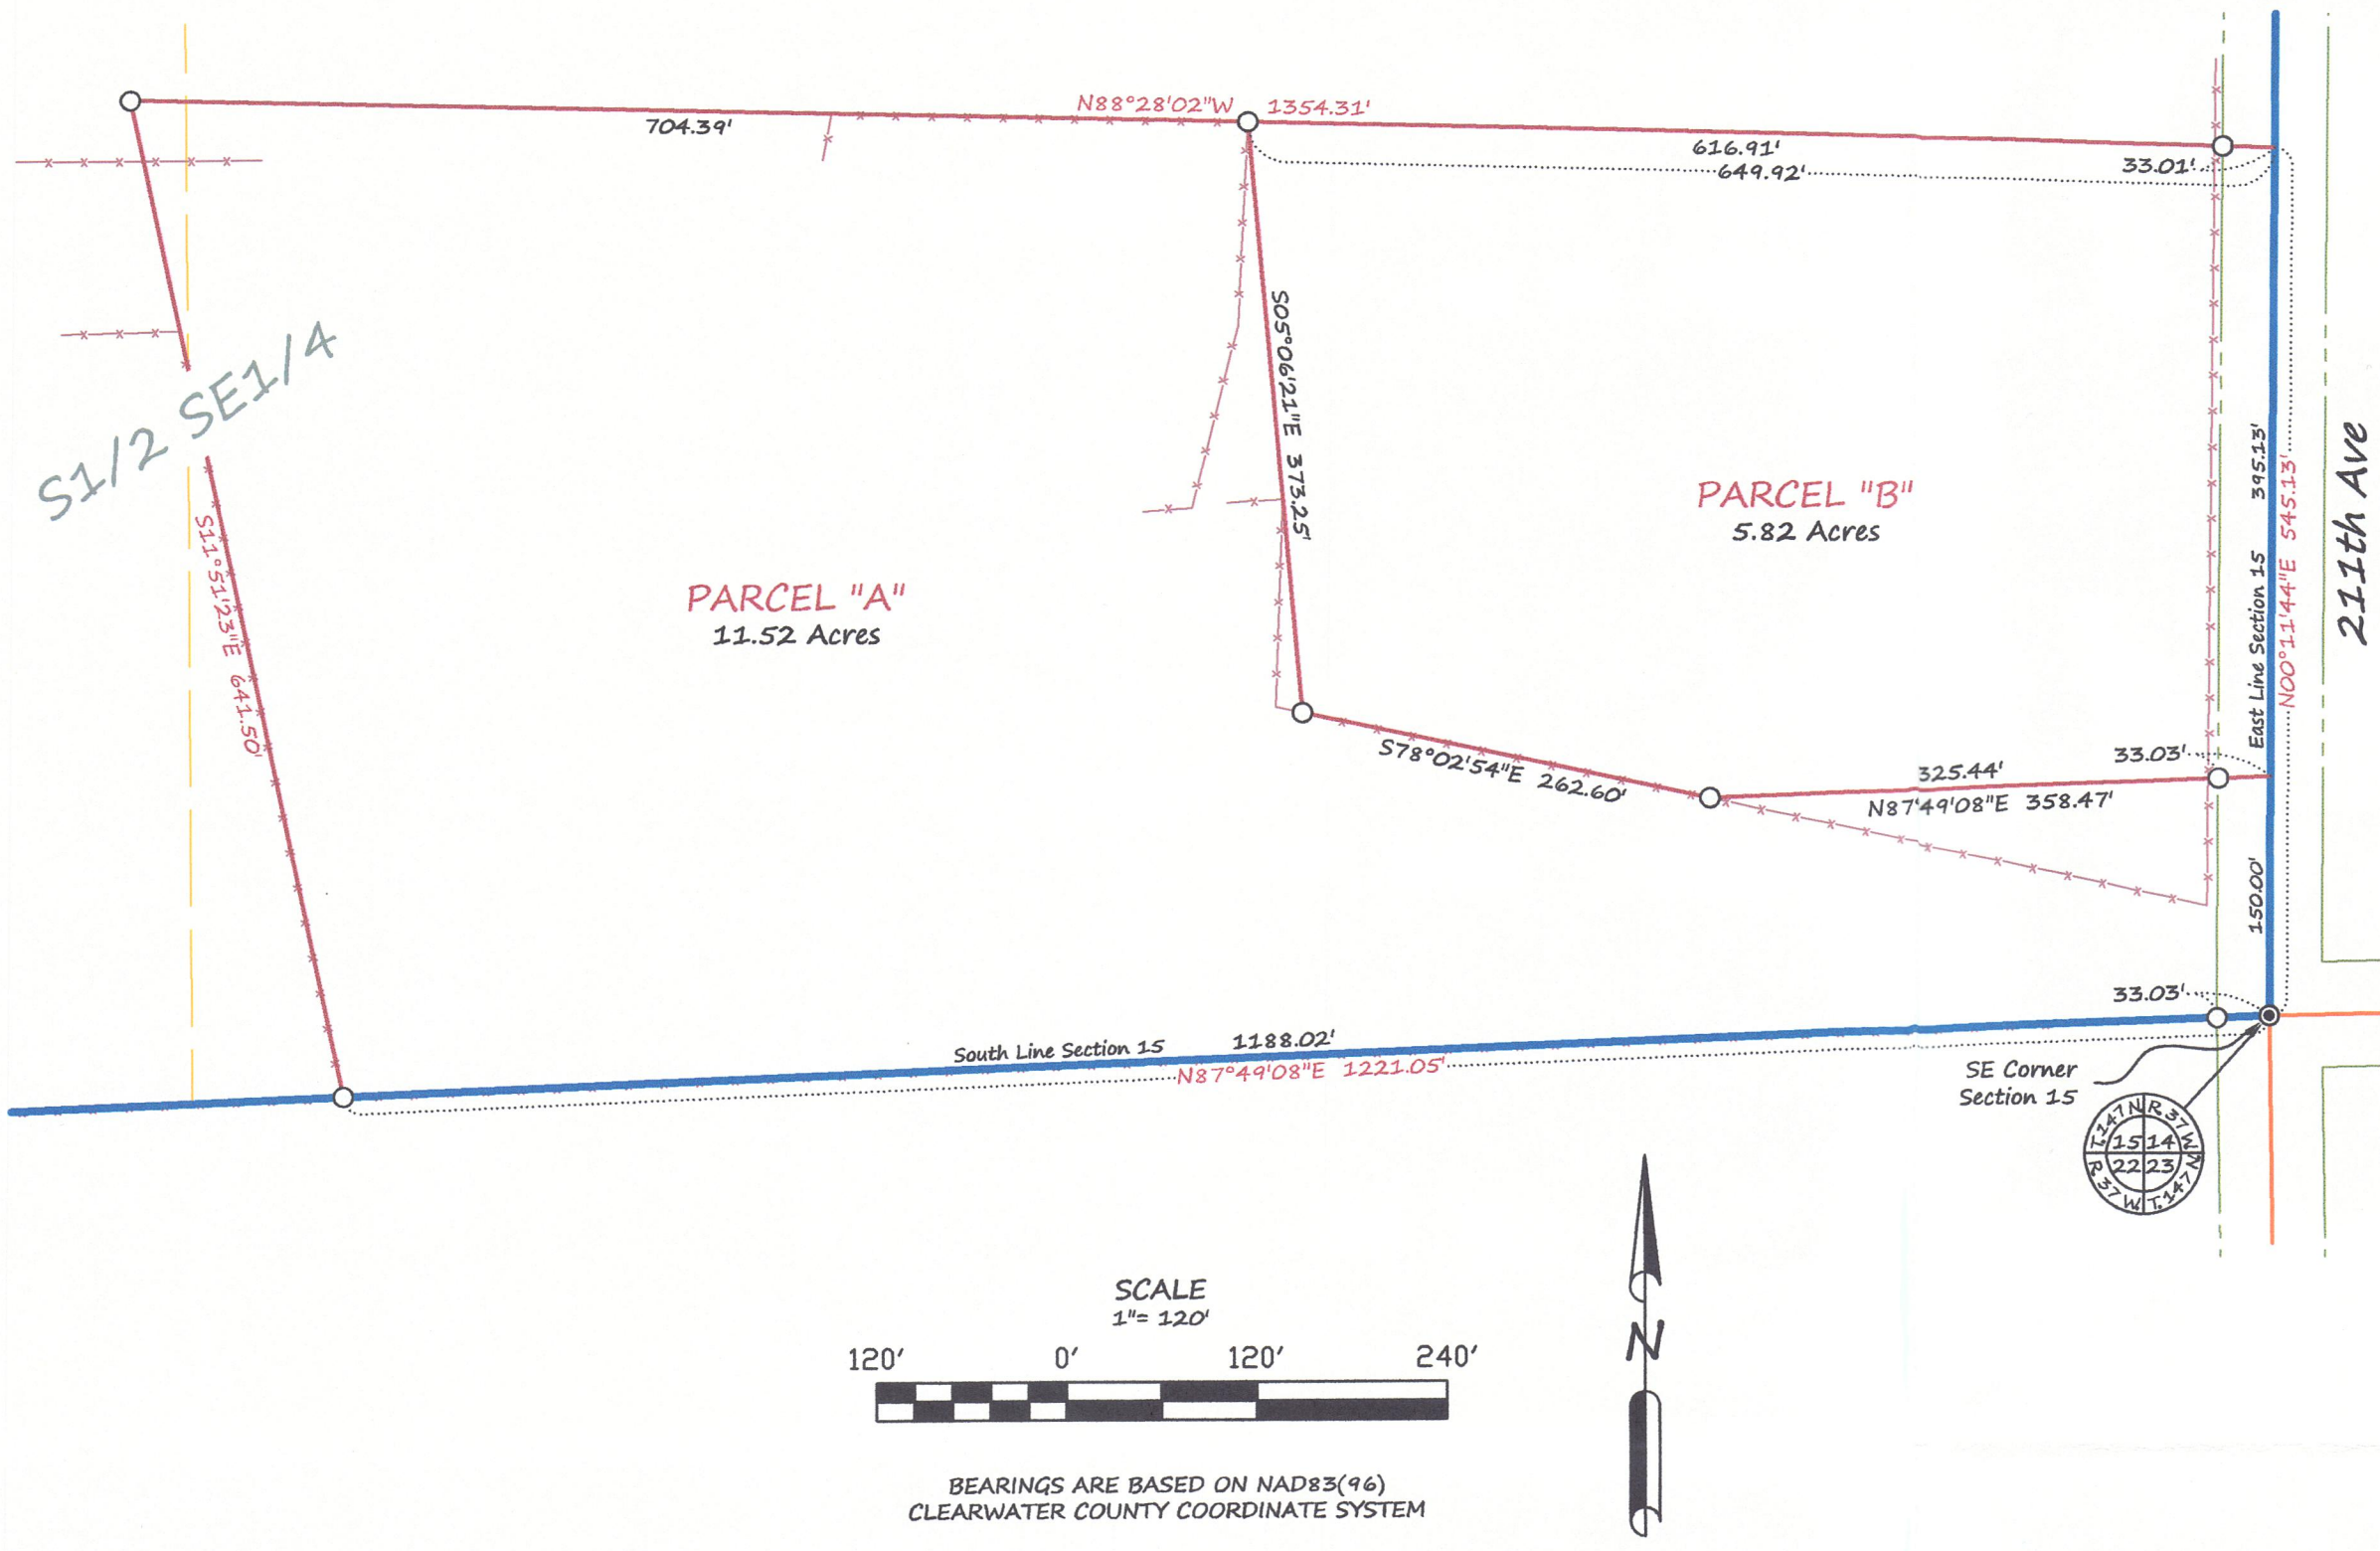 N88°28'02"W 1354.31'
704.39'
616.91'
649.92'
33.01'
S1/2 SE1/4
S11°51'23"E 641.50'
S05°06'21"E 373.25'
PARCEL "A"
11.52 Acres
PARCEL "B"
5.82 Acres
East Line Section 15 395.13'
N00°11'44"E 545.13'
211th Ave
S78°02'54"E 262.60'
33.03'
325.44'
N87'49'08"E 358.47'
150.00'
33.03'
South Line Section 15 1188.02'
N87°49'08"E 1221.05'
SE Corner
Section 15
T.147N R.37W
15 14
22 23
R.37W. T.147N
SCALE
1"= 120'
120' 0' 120' 240'
N
BEARINGS ARE BASED ON NAD83(96)
CLEARWATER COUNTY COORDINATE SYSTEM